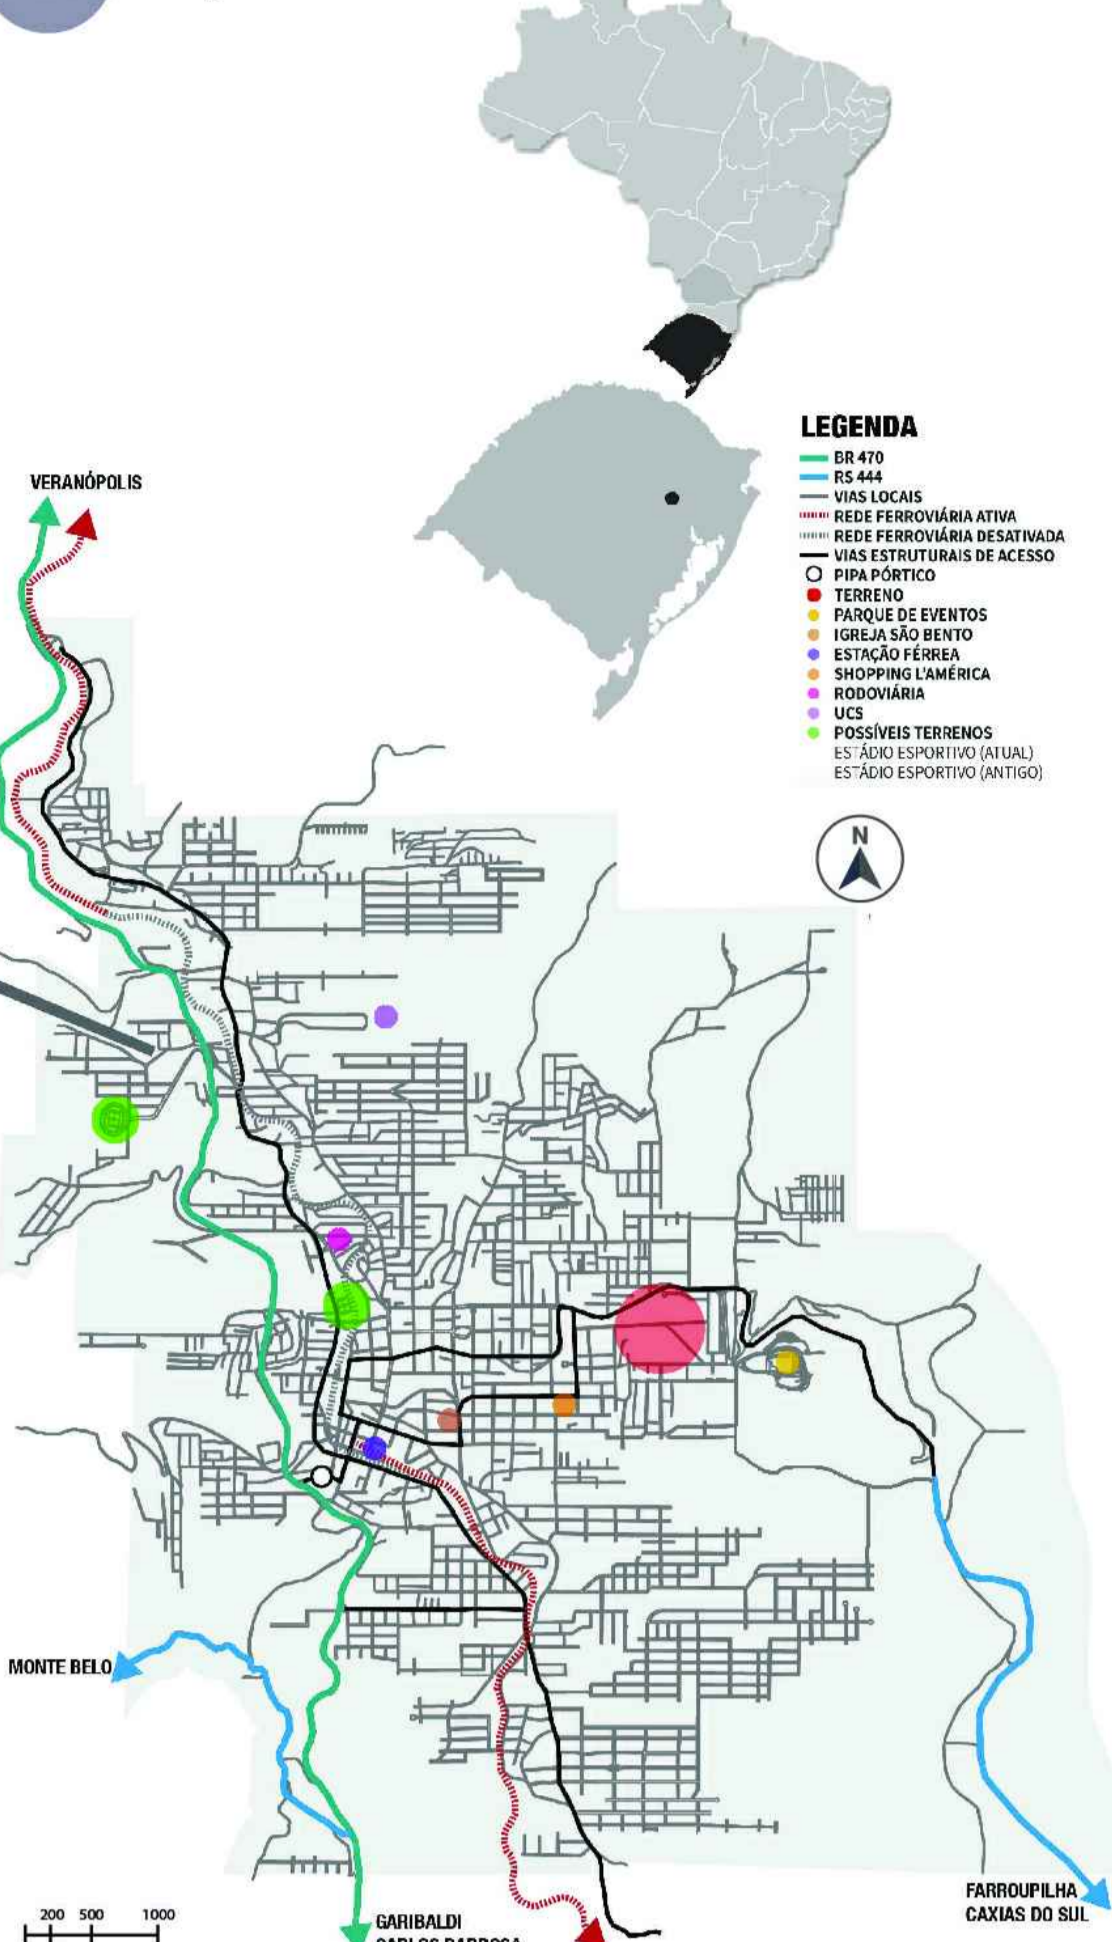 LEGENDA
BR 470
RS 444
VIAS LOCAIS
REDE FERROVIÁRIA ATIVA
REDE FERROVIÁRIA DESATIVADA
VIAS ESTRUTURAIS DE ACESSO
PIPA PÓRTICO
TERRENO
PARQUE DE EVENTOS
IGREJA SÃO BENTO
ESTAÇÃO FÉRREA
SHOPPING L'AMÉRICA
RODOVIÁRIA
UCS
POSSÍVEIS TERRENOS
ESTÁDIO ESPORTIVO (ATUAL)
ESTÁDIO ESPORTIVO (ANTIGO)
VERANÓPOLIS
N
MONTE BELO
FARROUPILHA
CAXIAS DO SUL
200 500 1000
GARIBALDI
CARLOS BARBOSA